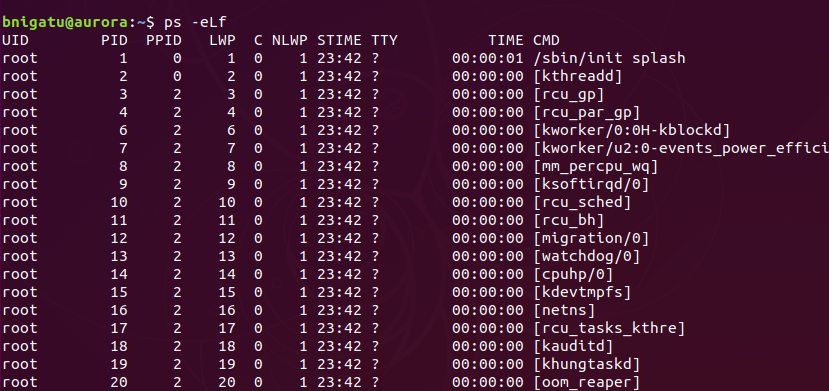 bnigatu@aurora:~$ ps -eLf
UID        PID  PPID   LWP  C NLWP STIME TTY          TIME CMD
root         1     0     1  0    1 23:42 ?        00:00:01 /sbin/init splash
root         2     0     2  0    1 23:42 ?        00:00:00 [kthreadd]
root         3     2     3  0    1 23:42 ?        00:00:00 [rcu_gp]
root         4     2     4  0    1 23:42 ?        00:00:00 [rcu_par_gp]
root         6     2     6  0    1 23:42 ?        00:00:00 [kworker/0:0H-kblockd]
root         7     2     7  0    1 23:42 ?        00:00:00 [kworker/u2:0-events_power_effici
root         8     2     8  0    1 23:42 ?        00:00:00 [mm_percpu_wq]
root         9     2     9  0    1 23:42 ?        00:00:00 [ksoftirqd/0]
root        10     2    10  0    1 23:42 ?        00:00:00 [rcu_sched]
root        11     2    11  0    1 23:42 ?        00:00:00 [rcu_bh]
root        12     2    12  0    1 23:42 ?        00:00:00 [migration/0]
root        13     2    13  0    1 23:42 ?        00:00:00 [watchdog/0]
root        14     2    14  0    1 23:42 ?        00:00:00 [cpuhp/0]
root        15     2    15  0    1 23:42 ?        00:00:00 [kdevtmpfs]
root        16     2    16  0    1 23:42 ?        00:00:00 [netns]
root        17     2    17  0    1 23:42 ?        00:00:00 [rcu_tasks_kthre]
root        18     2    18  0    1 23:42 ?        00:00:00 [kauditd]
root        19     2    19  0    1 23:42 ?        00:00:00 [khungtaskd]
root        20     2    20  0    1 23:42 ?        00:00:00 [oom_reaper]